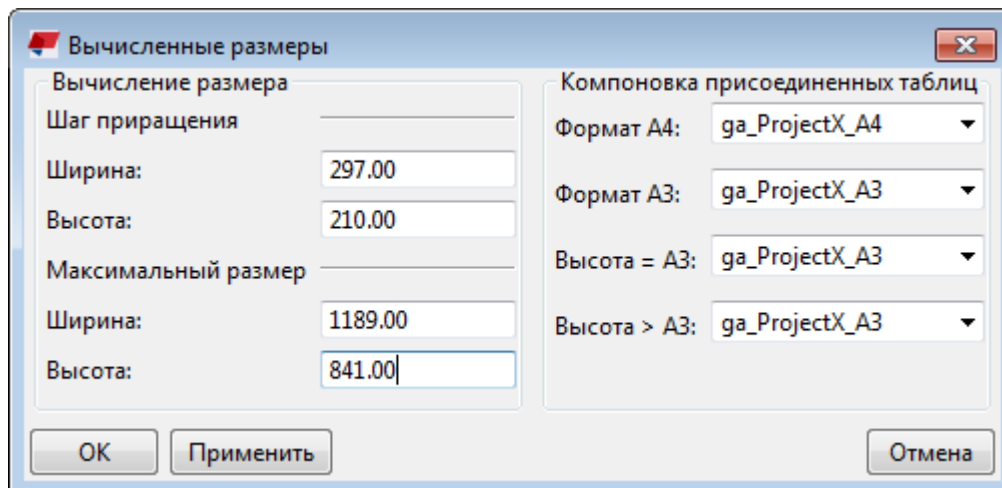 Вычисленные размеры
Вычисление размера
Шаг приращения
Ширина: 297.00
Высота: 210.00
Максимальный размер
Ширина: 1189.00
Высота: 841.00
Компоновка присоединенных таблиц
Формат A4: ga_ProjectX_A4
Формат A3: ga_ProjectX_A3
Высота = A3: ga_ProjectX_A3
Высота > A3: ga_ProjectX_A3
OK Применить Отмена